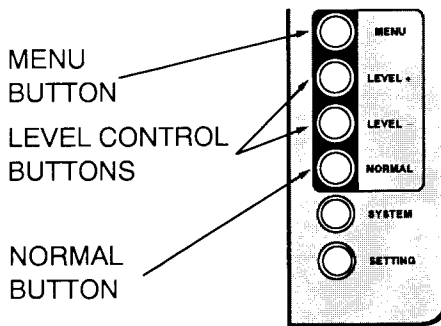 MENU
BUTTON
LEVEL CONTROL
BUTTONS
NORMAL
BUTTON
MENU
LEVEL +
LEVEL
NORMAL
SYSTEM
SETTING